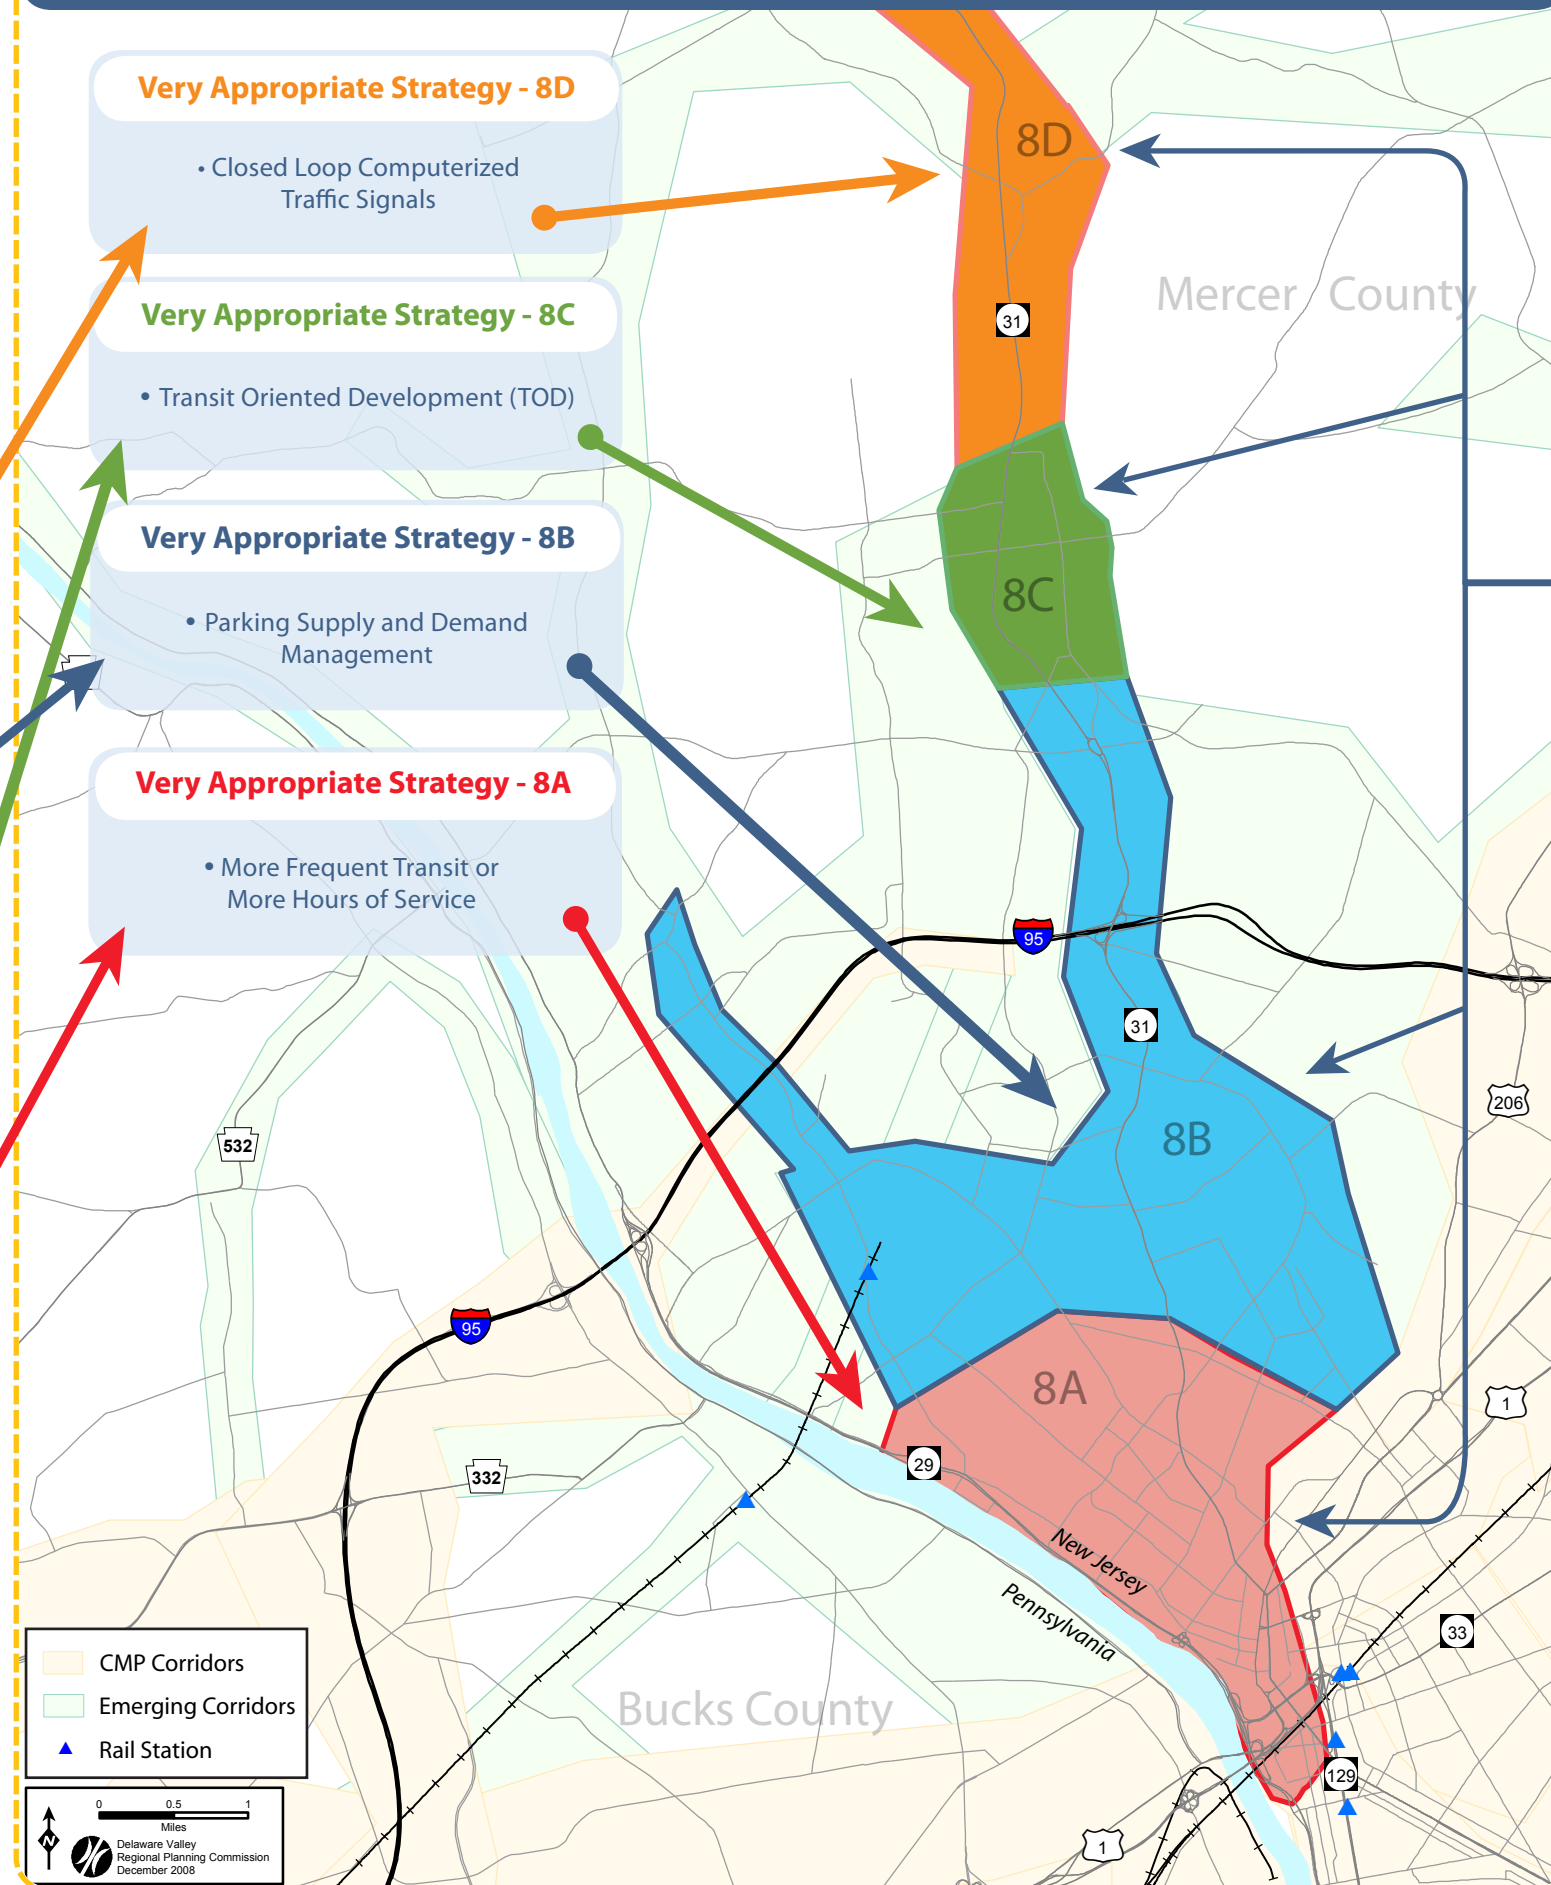 Very Appropriate Strategy - 8D
• Closed Loop Computerized
Traffic Signals
Very Appropriate Strategy - 8C
• Transit Oriented Development (TOD)
Very Appropriate Strategy - 8B
• Parking Supply and Demand
Management
Very Appropriate Strategy - 8A
• More Frequent Transit or
More Hours of Service
8D
Mercer County
31
8C
95
31
206
532
8B
95
8A
1
29
332
New Jersey
Pennsylvania
33
Bucks County
129
1
CMP Corridors
Emerging Corridors
Rail Station
0 0.5 1
Miles
N
Delaware Valley
Regional Planning Commission
December 2008